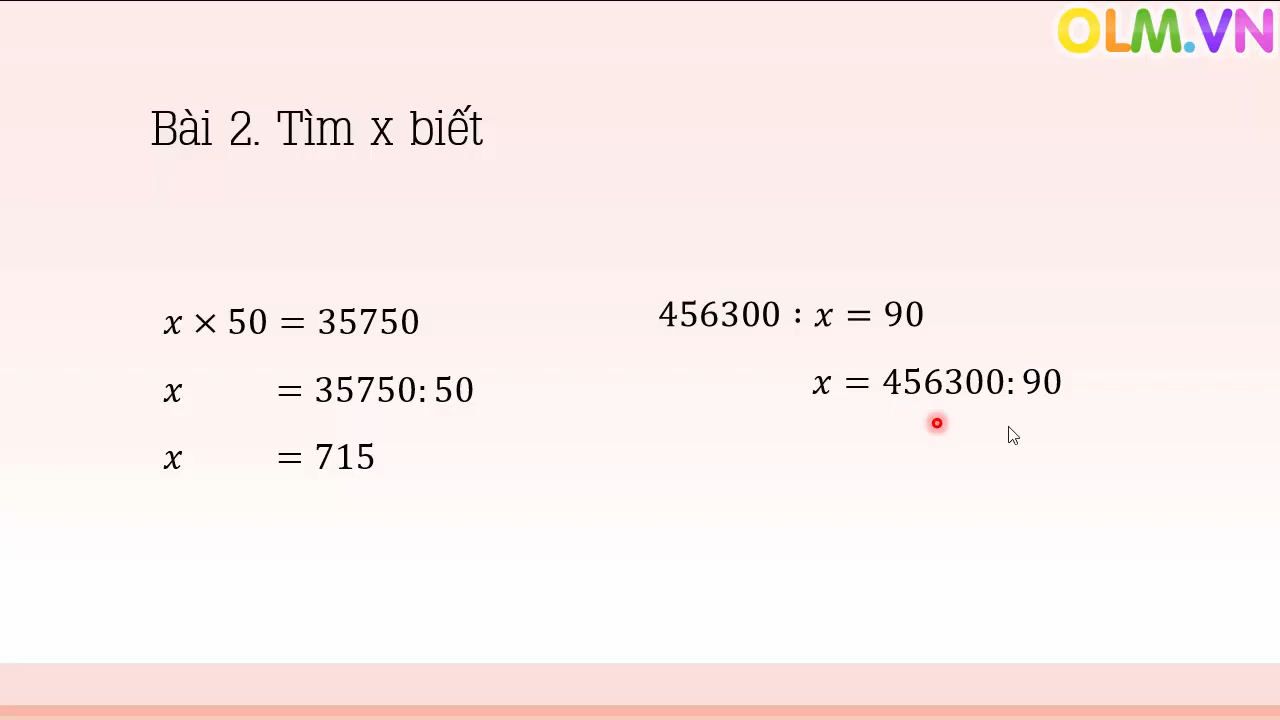 OLM.VN
Bài 2. Tìm x biết
x × 50 = 35750
x = 35750: 50
x = 715
456300 : x = 90
x = 456300: 90